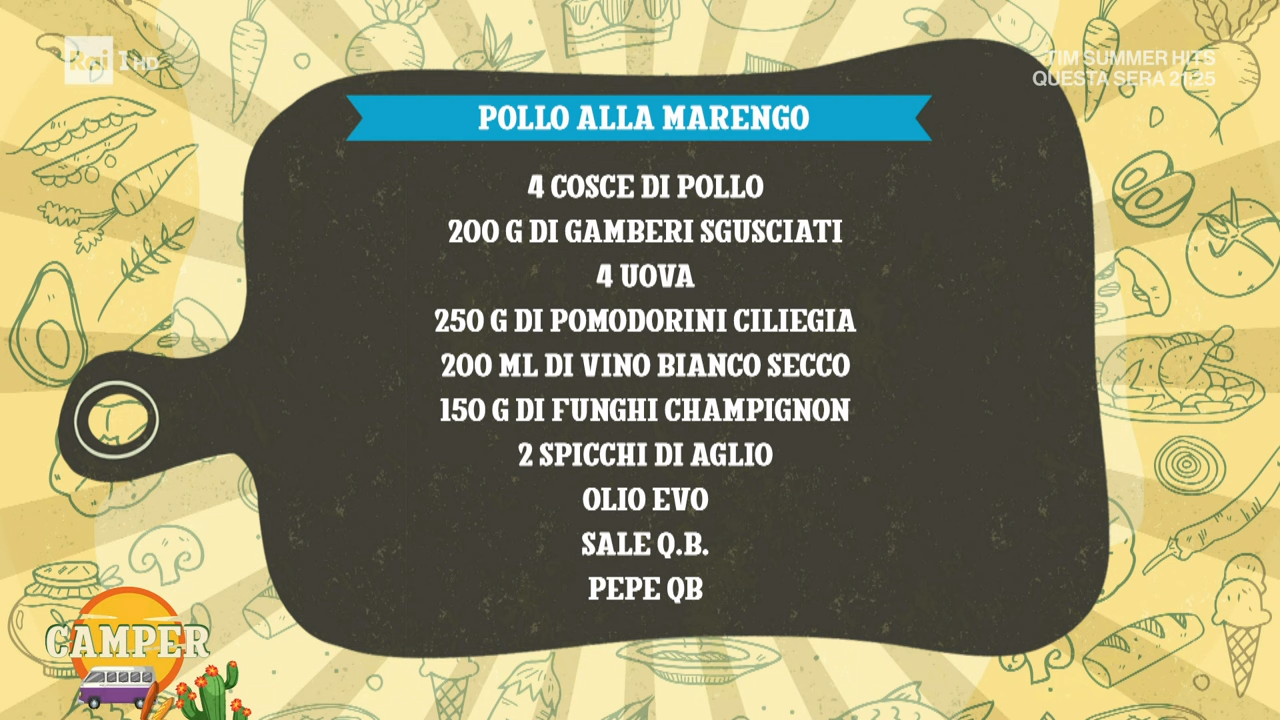 Rai 1 HD
TIM SUMMER HITS
QUESTA SERA 21:25
POLLO ALLA MARENGO
4 COSCE DI POLLO
200 G DI GAMBERI SGUSCIATI
4 UOVA
250 G DI POMODORINI CILIEGIA
200 ML DI VINO BIANCO SECCO
150 G DI FUNGHI CHAMPIGNON
2 SPICCHI DI AGLIO
OLIO EVO
SALE Q.B.
PEPE QB
CAMPER